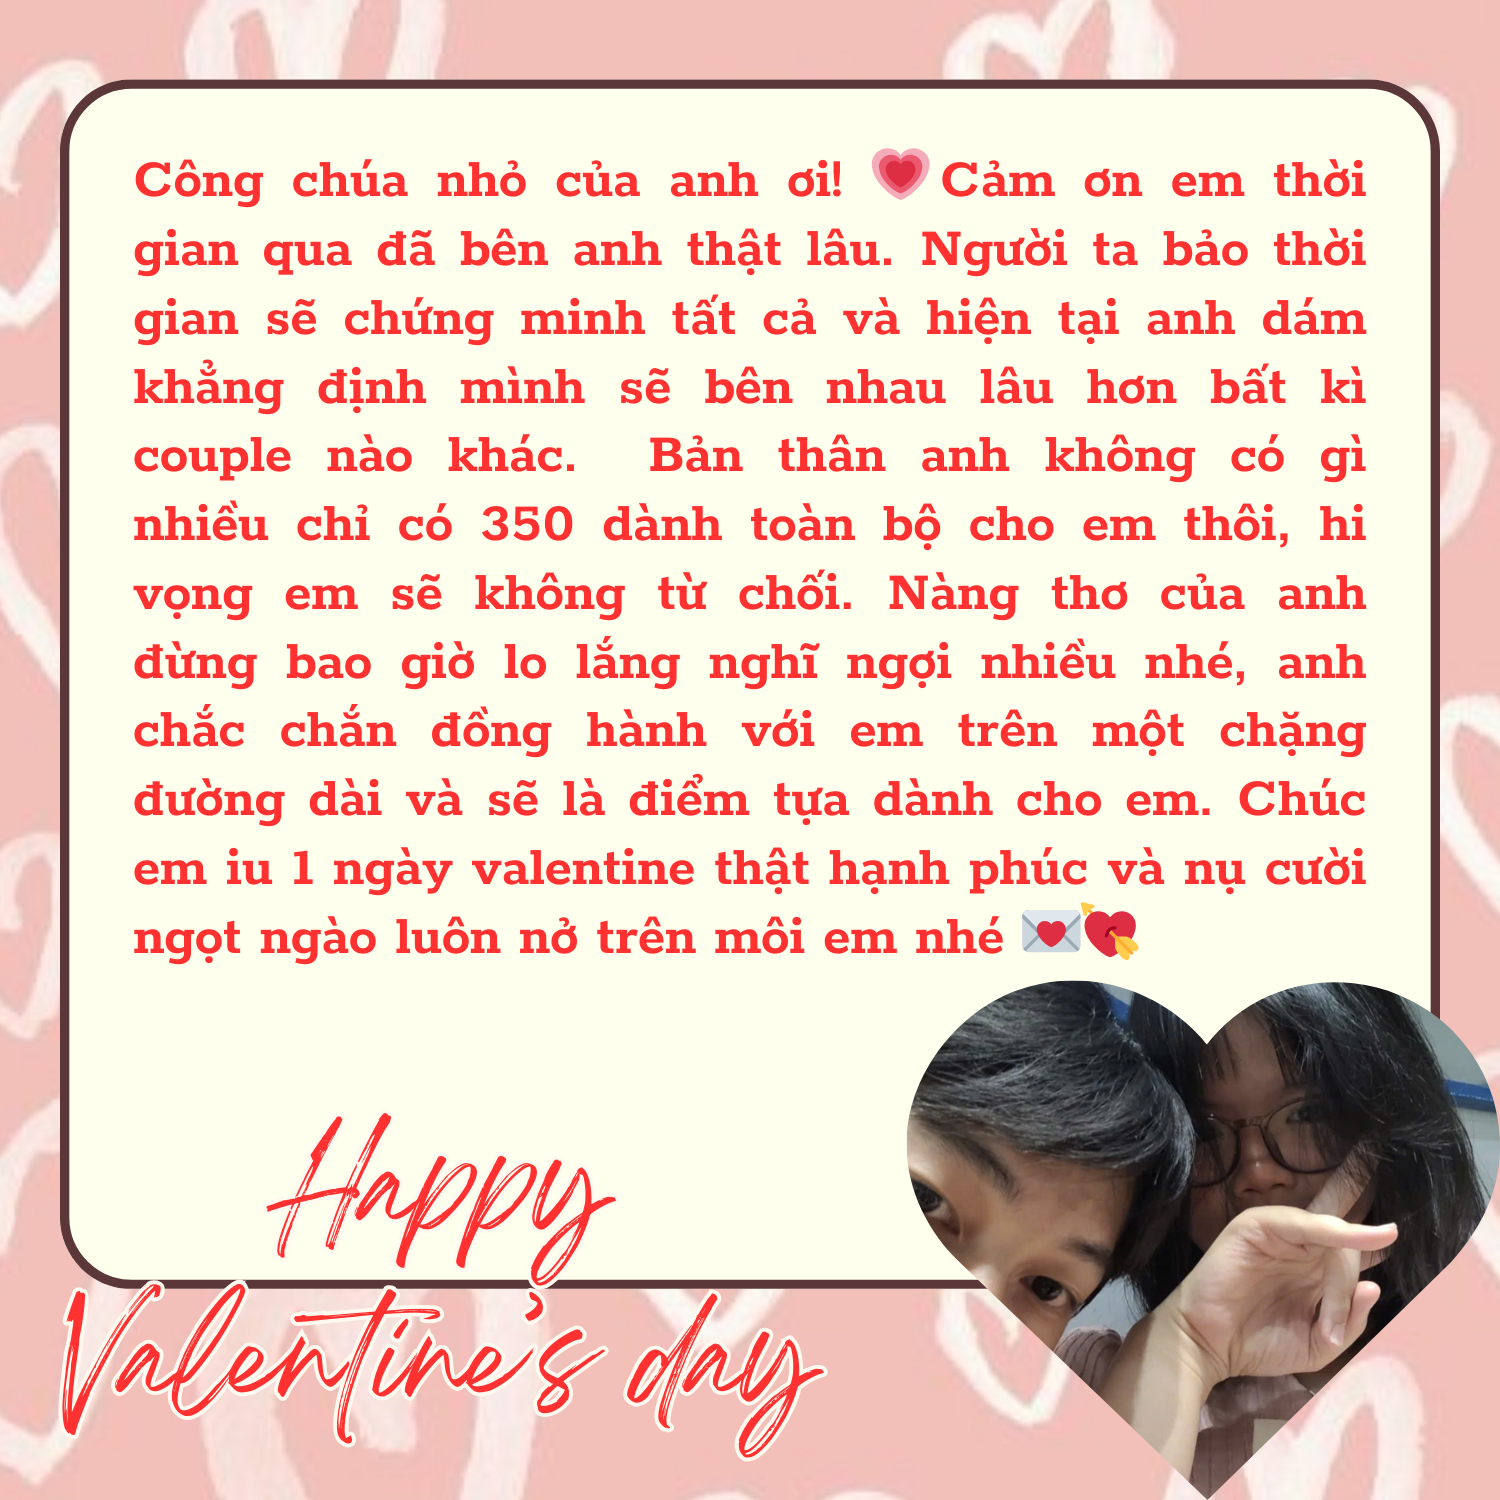 Công chúa nhỏ của anh ơi! 💗Cảm ơn em thời
gian qua đã bên anh thật lâu. Người ta bảo thời
gian sẽ chứng minh tất cả và hiện tại anh dám
khẳng định mình sẽ bên nhau lâu hơn bất kì
couple nào khác.  Bản thân anh không có gì
nhiều chỉ có 350 dành toàn bộ cho em thôi, hi
vọng em sẽ không từ chối. Nàng thơ của anh
đừng bao giờ lo lắng nghĩ ngợi nhiều nhé, anh
chắc chắn đồng hành với em trên một chặng
đường dài và sẽ là điểm tựa dành cho em. Chúc
em iu 1 ngày valentine thật hạnh phúc và nụ cười
ngọt ngào luôn nở trên môi em nhé 💌💘
Happy
Valentine's day